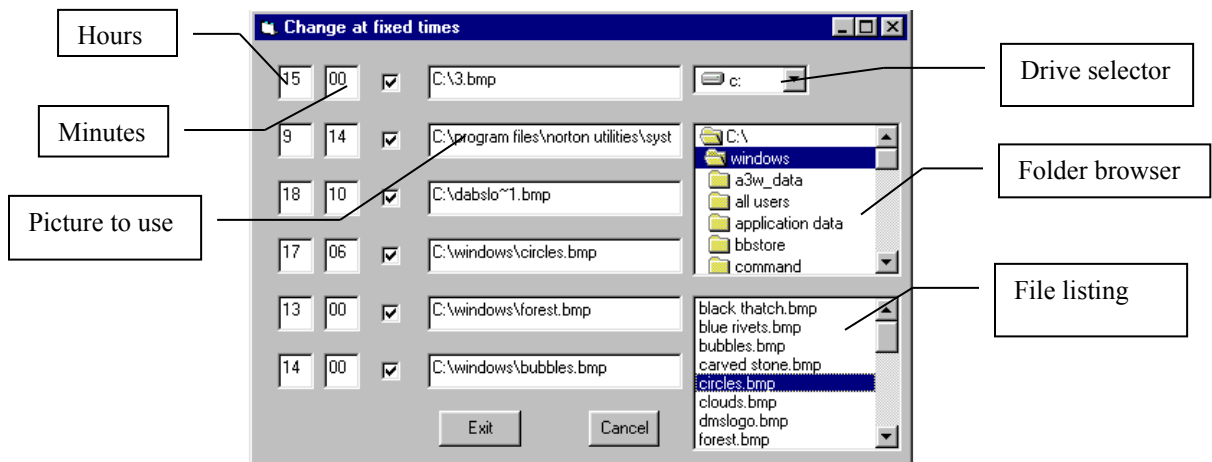 Change at fixed times
Hours
Minutes
Picture to use
15 00 C:\3.bmp
9 14 C:\program files\norton utilities\syst
18 10 C:\dabslo~1.bmp
17 06 C:\windows\circles.bmp
13 00 C:\windows\forest.bmp
14 00 C:\windows\bubbles.bmp
Exit Cancel
c:
C:\
windows
a3w_data
all users
application data
bbstore
command
black thatch.bmp
blue rivets.bmp
bubbles.bmp
carved stone.bmp
circles.bmp
clouds.bmp
dmslogo.bmp
forest.bmp
Drive selector
Folder browser
File listing